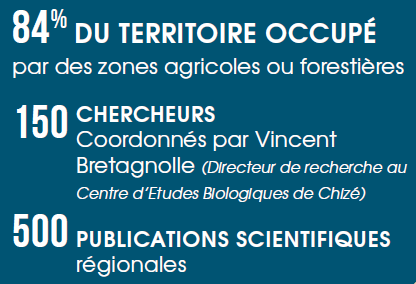 84% DU TERRITOIRE OCCUPÉ
par des zones agricoles ou forestières
150 CHERCHEURS
Coordonnés par Vincent
Bretagnolle (Directeur de recherche au
Centre d'Etudes Biologiques de Chizé)
500 PUBLICATIONS SCIENTIFIQUES
régionales